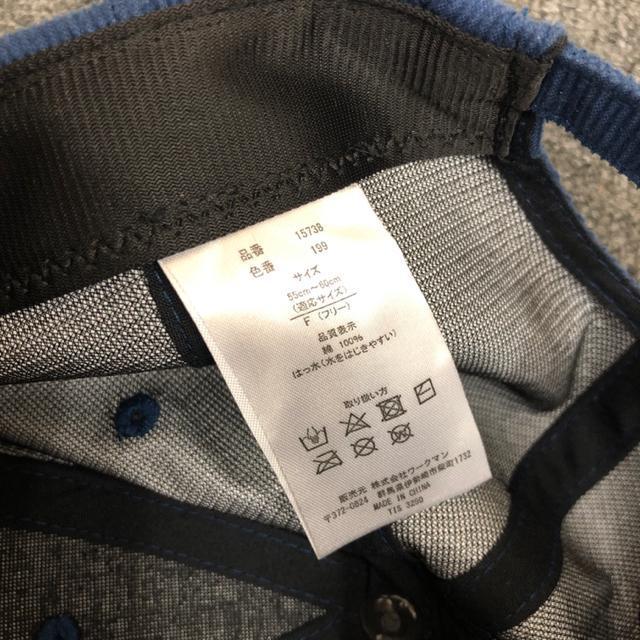 品番 15738
色番 199
サイズ
55cm～60cm
(適応サイズ)
F (フリー)
品質表示
綿 100%
はっ水(水をはじきやすい)
取り扱い方
販売元 株式会社ワークマン
群馬県伊勢崎市柴町1732
〒372-0824
MADE IN CHINA
TIS 3250